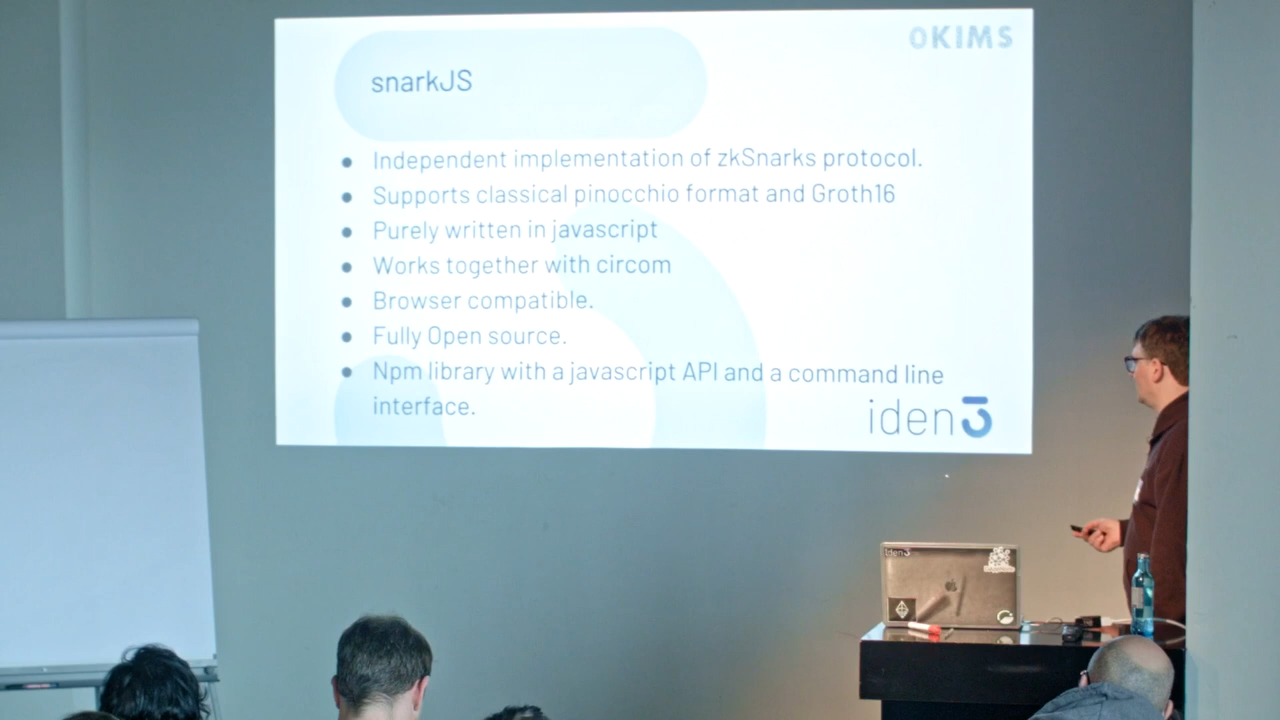 0KIMS
snarkJS
● Independent implementation of zkSnarks protocol.
● Supports classical pinocchio format and Groth16
● Purely written in javascript
● Works together with circom
● Browser compatible.
● Fully Open source.
● Npm library with a javascript API and a command line
interface.
iden3
iden3